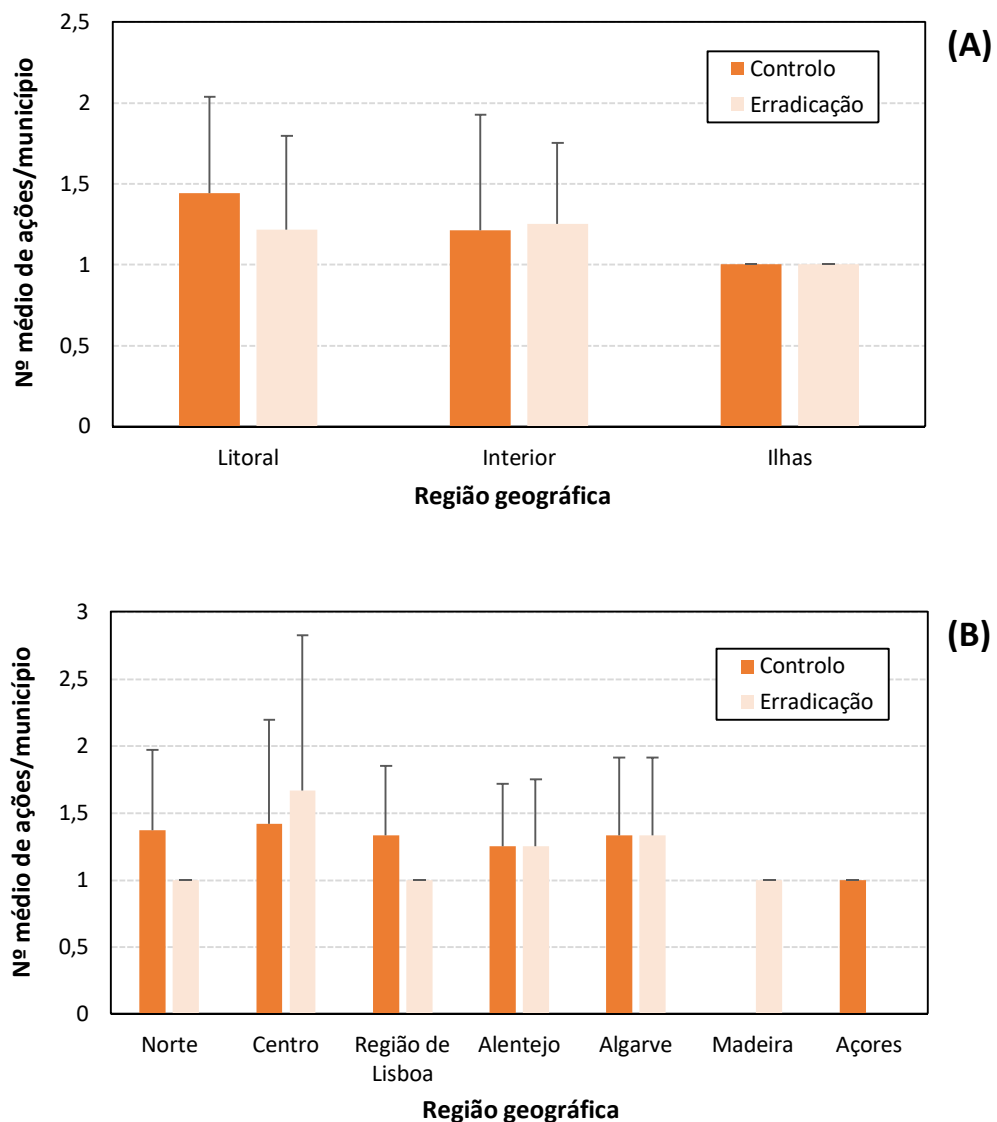 (A)
Nº médio de ações/município
2,5
2
1,5
1
0,5
0
Controlo
Erradicação
Litoral
Interior
Ilhas
Região geográfica
(B)
Nº médio de ações/município
3
2,5
2
1,5
1
0,5
0
Controlo
Erradicação
Norte
Centro
Região de
Lisboa
Alentejo
Algarve
Madeira
Açores
Região geográfica